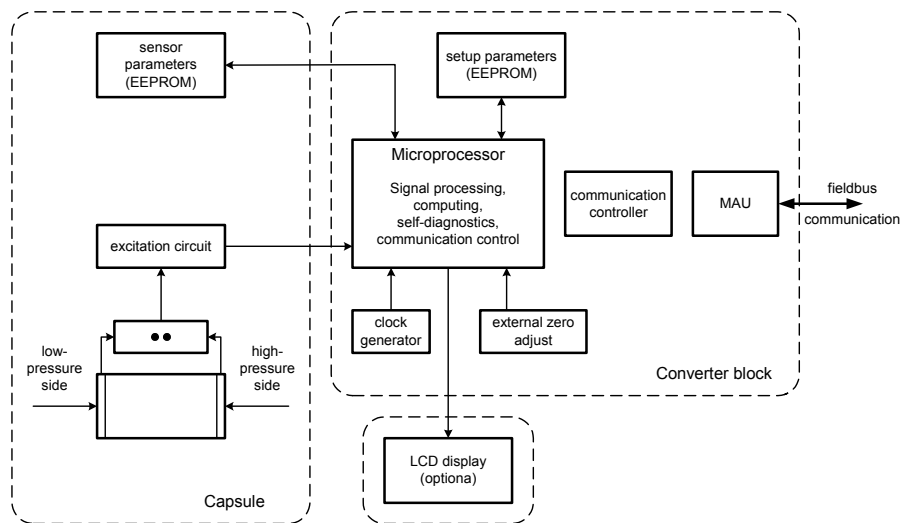 sensor
parameters
(EEPROM)
setup parameters
(EEPROM)
Microprocessor
Signal processing,
computing,
self-diagnostics,
communication control
communication
controller
MAU
fieldbus
communication
excitation circuit
clock
generator
external zero
adjust
low-
pressure
side
high-
pressure
side
Converter block
LCD display
(optiona)
Capsule